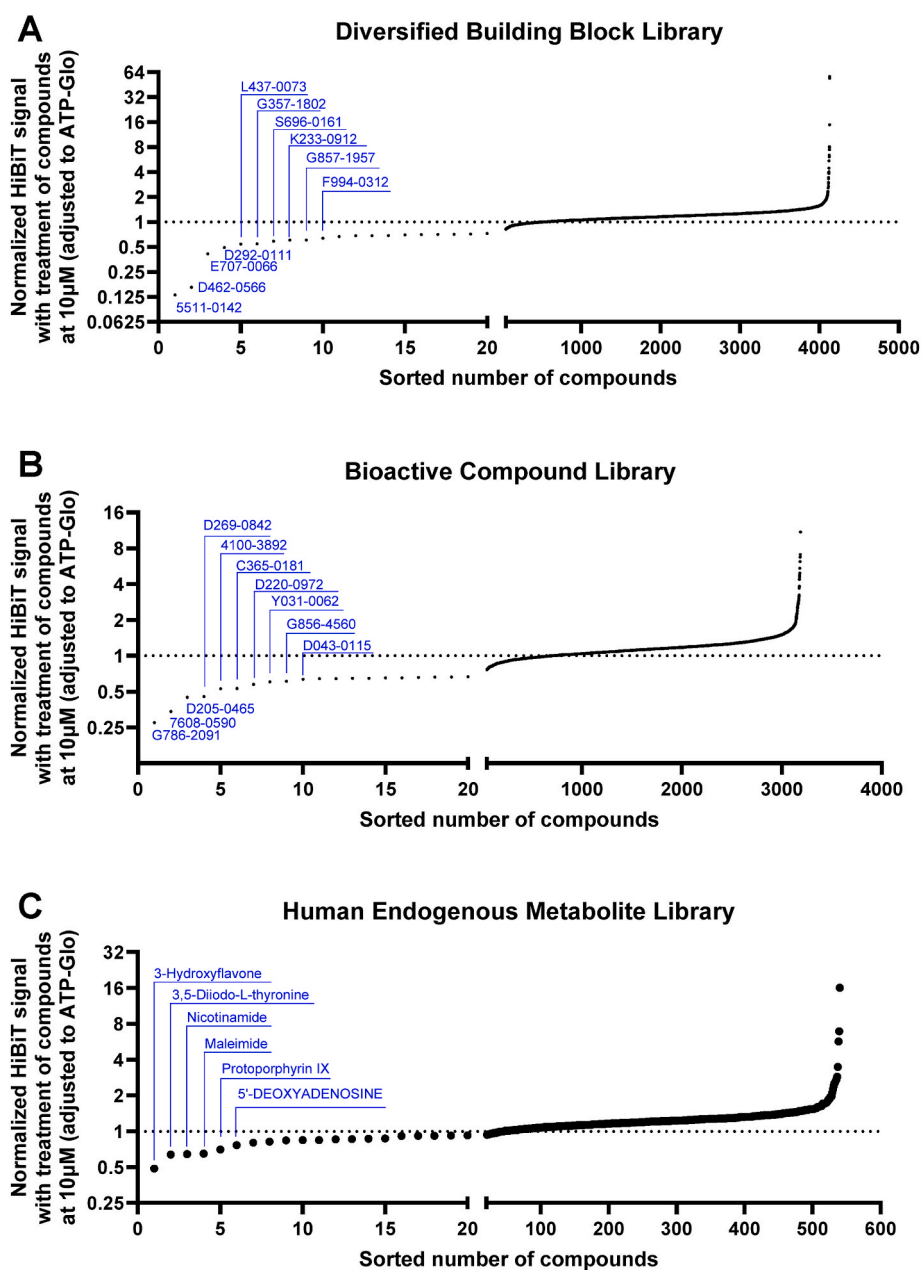 A
Diversified Building Block Library
Normalized HiBiT signal
with treatment of compounds
at 10µM (adjusted to ATP-Glo)
64
32
16
8
4
2
1
0.5
0.25
0.125
0.0625
L437-0073
G357-1802
S696-0161
K233-0912
G857-1957
F994-0312
D292-0111
E707-0066
D462-0566
5511-0142
0 5 10 15 20 1000 2000 3000 4000 5000
Sorted number of compounds
B
Bioactive Compound Library
Normalized HiBiT signal
with treatment of compounds
at 10µM (adjusted to ATP-Glo)
16
8
4
2
1
0.5
0.25
D269-0842
4100-3892
C365-0181
D220-0972
Y031-0062
G856-4560
D043-0115
D205-0465
7608-0590
G786-2091
0 5 10 15 20 1000 2000 3000 4000
Sorted number of compounds
C
Human Endogenous Metabolite Library
Normalized HiBiT signal
with treatment of compounds
at 10µM (adjusted to ATP-Glo)
32
16
8
4
2
1
0.5
0.25
3-Hydroxyflavone
3,5-Diiodo-L-thyronine
Nicotinamide
Maleimide
Protoporphyrin IX
5'-DEOXYADENOSINE
0 5 10 15 20 100 200 300 400 500 600
Sorted number of compounds